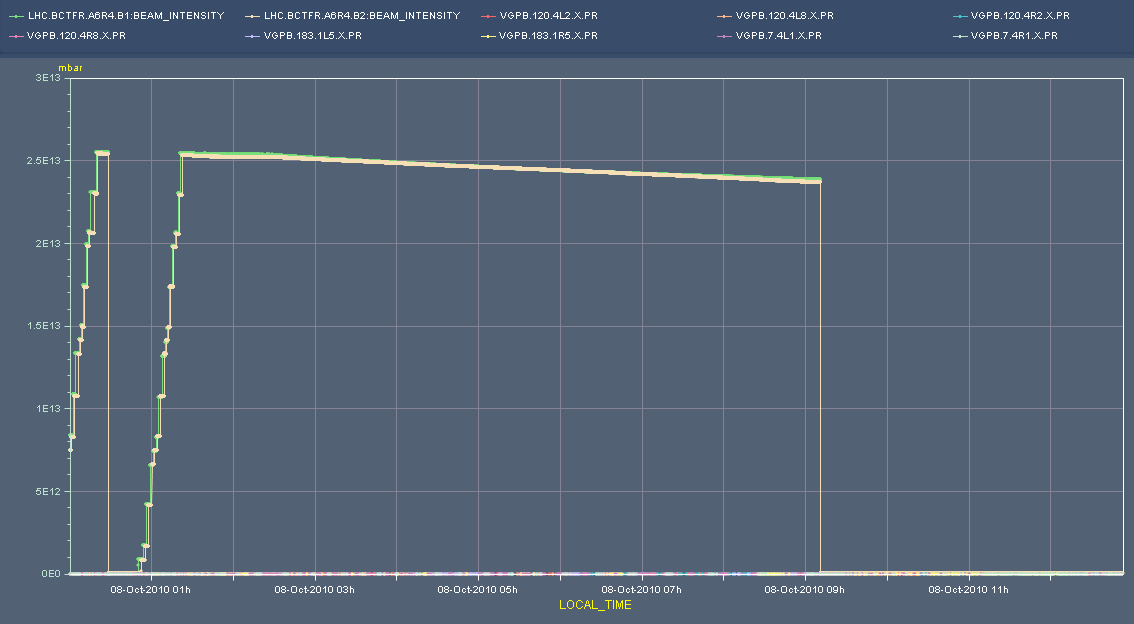 LHC.BCTFR.A6R4.B1:BEAM_INTENSITY LHC.BCTFR.A6R4.B2:BEAM_INTENSITY VGPB.120.4L2.X.PR VGPB.120.4L8.X.PR VGPB.120.4R2.X.PR
VGPB.120.4R8.X.PR VGPB.183.1L5.X.PR VGPB.183.1R5.X.PR VGPB.7.4L1.X.PR VGPB.7.4R1.X.PR
mbar
3E13
2.5E13
2E13
1.5E13
1E13
5E12
0E0
08-Oct-2010 01h 08-Oct-2010 03h 08-Oct-2010 05h 08-Oct-2010 07h 08-Oct-2010 09h 08-Oct-2010 11h
LOCAL_TIME